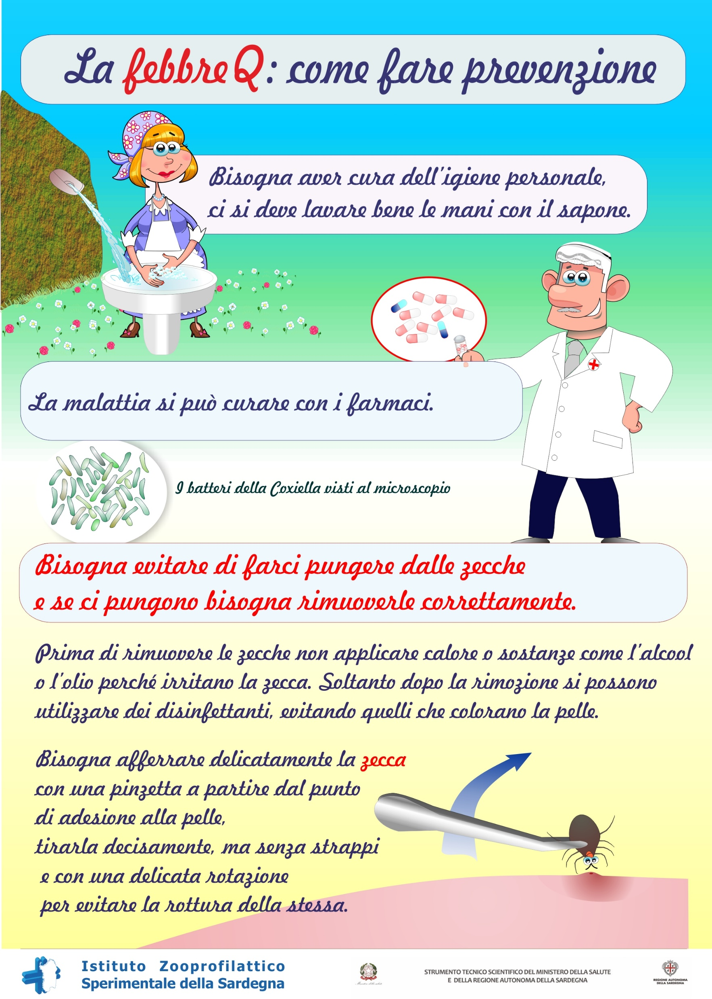 La febbre Q: come fare prevenzione
Bisogna aver cura dell'igiene personale,
ci si deve lavare bene le mani con il sapone.
La malattia si può curare con i farmaci.
I batteri della Coxiella visti al microscopio
Bisogna evitare di farci pungere dalle zecche
e se ci pungono bisogna rimuoverle correttamente.
Prima di rimuovere le zecche non applicare calore o sostanze come l'alcool
o l'olio perché irritano la zecca. Soltanto dopo la rimozione si possono
utilizzare dei disinfettanti, evitando quelli che colorano la pelle.
Bisogna afferrare delicatamente la zecca
con una pinzetta a partire dal punto
di adesione alla pelle,
tirarla decisamente, ma senza strappi
e con una delicata rotazione
per evitare la rottura della stessa.
Istituto Zooprofilattico
Sperimentale della Sardegna
Ministero della salute
STRUMENTO TECNICO SCIENTIFICO DEL MINISTERO DELLA SALUTE
E DELLA REGIONE AUTONOMA DELLA SARDEGNA
REGIONE AUTONOMA
DELLA SARDEGNA